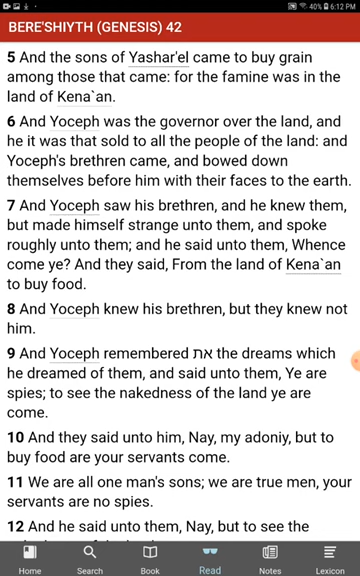 40% 6:12 PM
BERE'SHIYTH (GENESIS) 42
5 And the sons of Yashar'el came to buy grain
among those that came: for the famine was in the
land of Kena`an.
6 And Yoceph was the governor over the land, and
he it was that sold to all the people of the land: and
Yoceph's brethren came, and bowed down
themselves before him with their faces to the earth.
7 And Yoceph saw his brethren, and he knew them,
but made himself strange unto them, and spoke
roughly unto them; and he said unto them, Whence
come ye? And they said, From the land of Kena`an
to buy food.
8 And Yoceph knew his brethren, but they knew not
him.
9 And Yoceph remembered את the dreams which
he dreamed of them, and said unto them, Ye are
spies; to see the nakedness of the land ye are
come.
10 And they said unto him, Nay, my adoniy, but to
buy food are your servants come.
11 We are all one man's sons; we are true men, your
servants are no spies.
12 And he said unto them, Nay, but to see the
Home Search Book Read Notes Lexicon